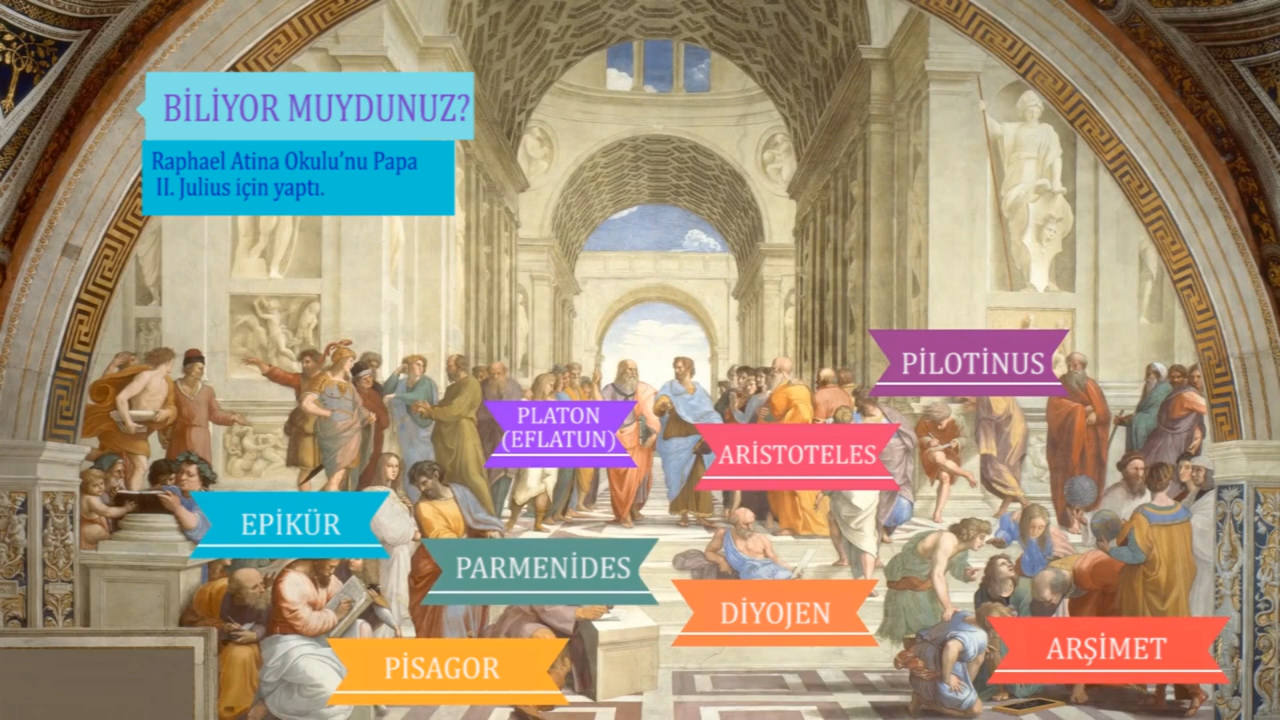 BİLİYOR MUYDUNUZ?
Raphael Atina Okulu'nu Papa
II. Julius için yaptı.
PİLOTİNUS
PLATON
(EFLATUN)
ARİSTOTELES
EPİKÜR
PARMENİDES
DİYOJEN
ARŞİMET
PİSAGOR